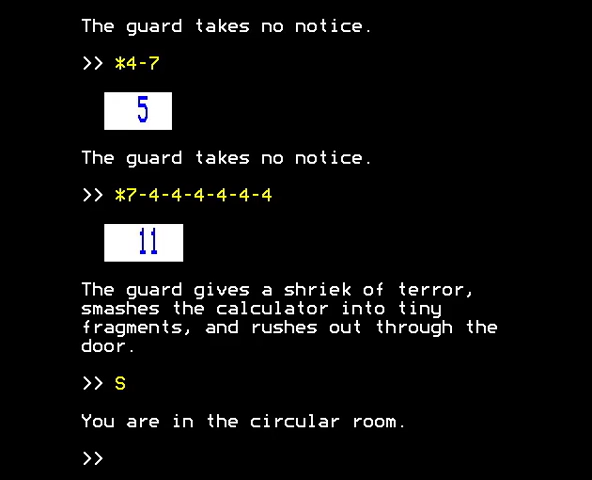 The guard takes no notice.
>> *4-7
5
The guard takes no notice.
>> *7-4-4-4-4-4-4
11
The guard gives a shriek of terror,
smashes the calculator into tiny
fragments, and rushes out through the
door.
>> S
You are in the circular room.
>>